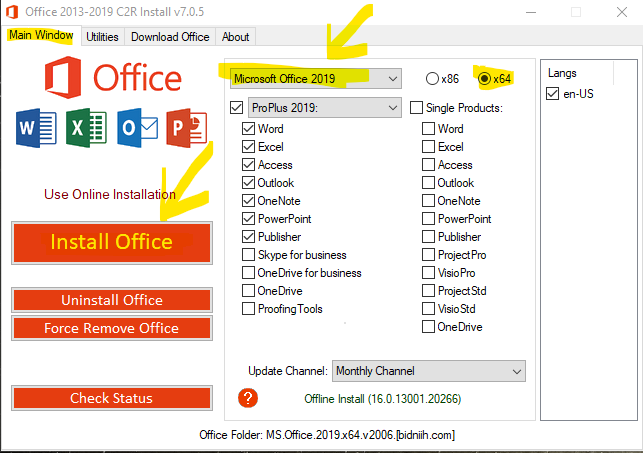 Office 2013-2019 C2R Install v7.0.5
Main Window Utilities Download Office About
Office
Use Online Installation
Install Office
Uninstall Office
Force Remove Office
Check Status
Microsoft Office 2019 x86 x64
ProPlus 2019: Single Products:
Word Word
Excel Excel
Access Access
Outlook Outlook
OneNote OneNote
PowerPoint PowerPoint
Publisher Publisher
Skype for business ProjectPro
OneDrive for business VisioPro
OneDrive ProjectStd
ProofingTools VisioStd
OneDrive
Update Channel: Monthly Channel
? Offline Install (16.0.13001.20266)
Langs
en-US
Office Folder: MS.Office.2019.x64.v2006.[bidniih.com]